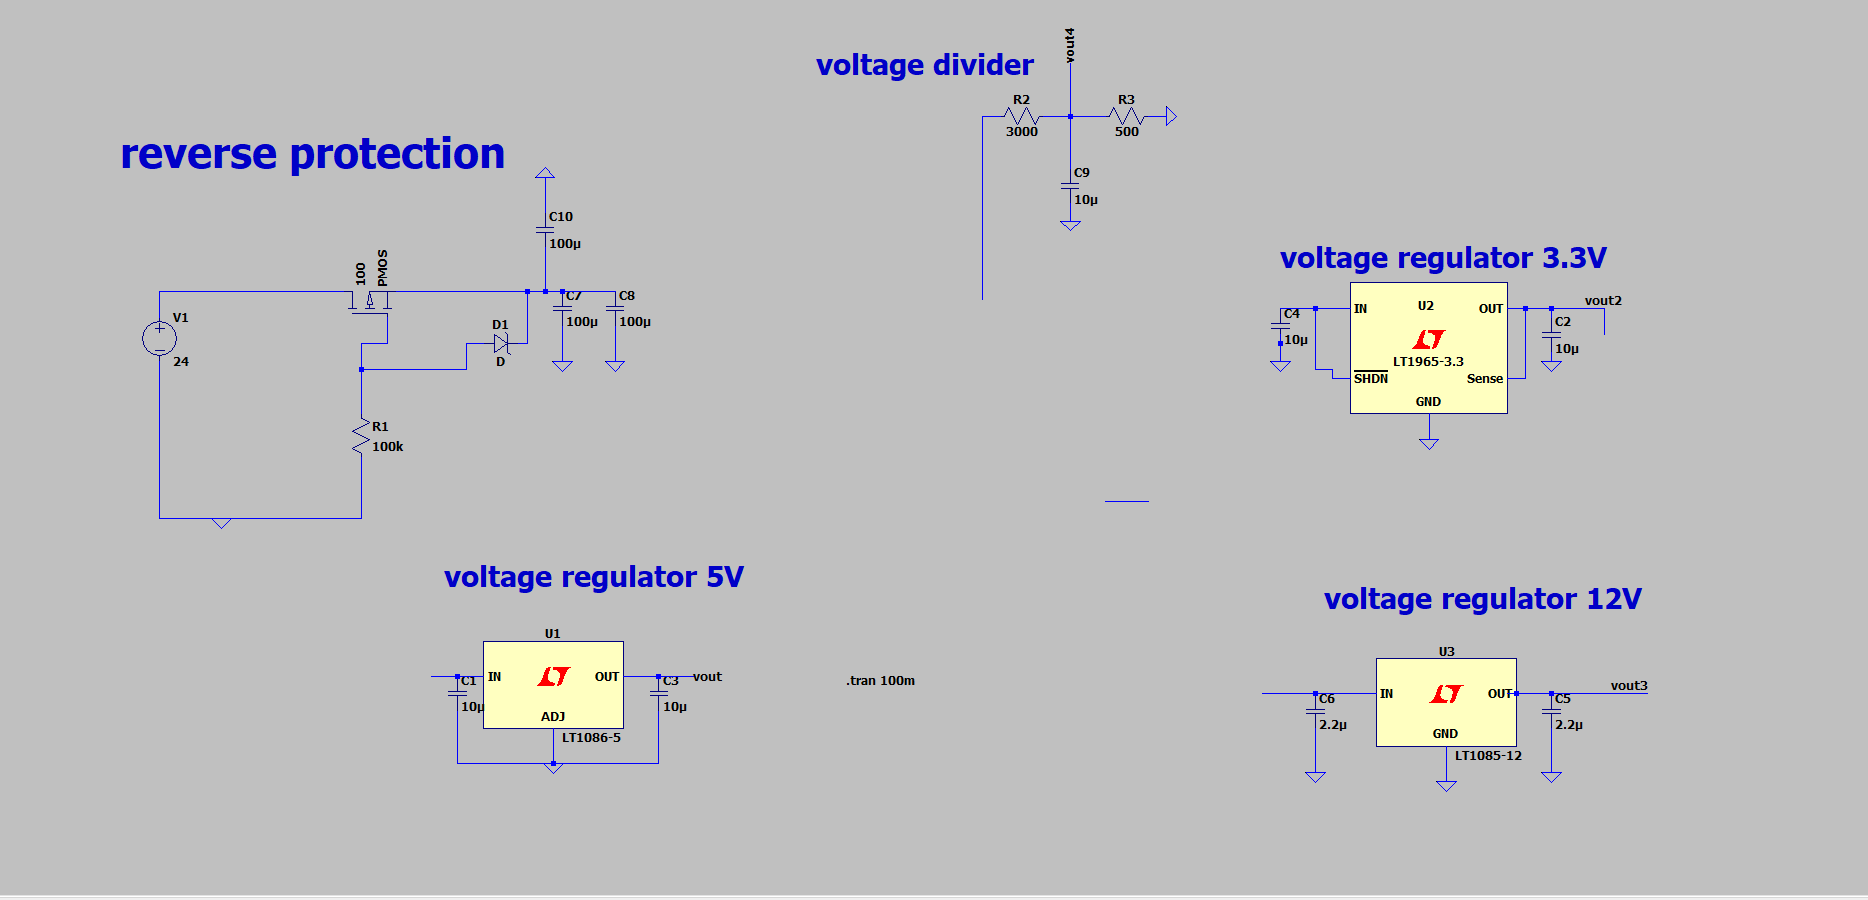 vout4
voltage divider
R2
3000
R3
500
C9
10µ
reverse protection
C10
100µ
100
PMOS
V1
24
D1
D
C7
100µ
C8
100µ
R1
100k
voltage regulator 3.3V
C4
10µ
IN
U2
OUT
LT1965-3.3
SHDN
Sense
GND
vout2
C2
10µ
voltage regulator 5V
U1
C1
10µ
IN
OUT
ADJ
LT1086-5
C3
10µ
vout
.tran 100m
voltage regulator 12V
U3
C6
2.2µ
IN
OUT
GND
LT1085-12
C5
2.2µ
vout3